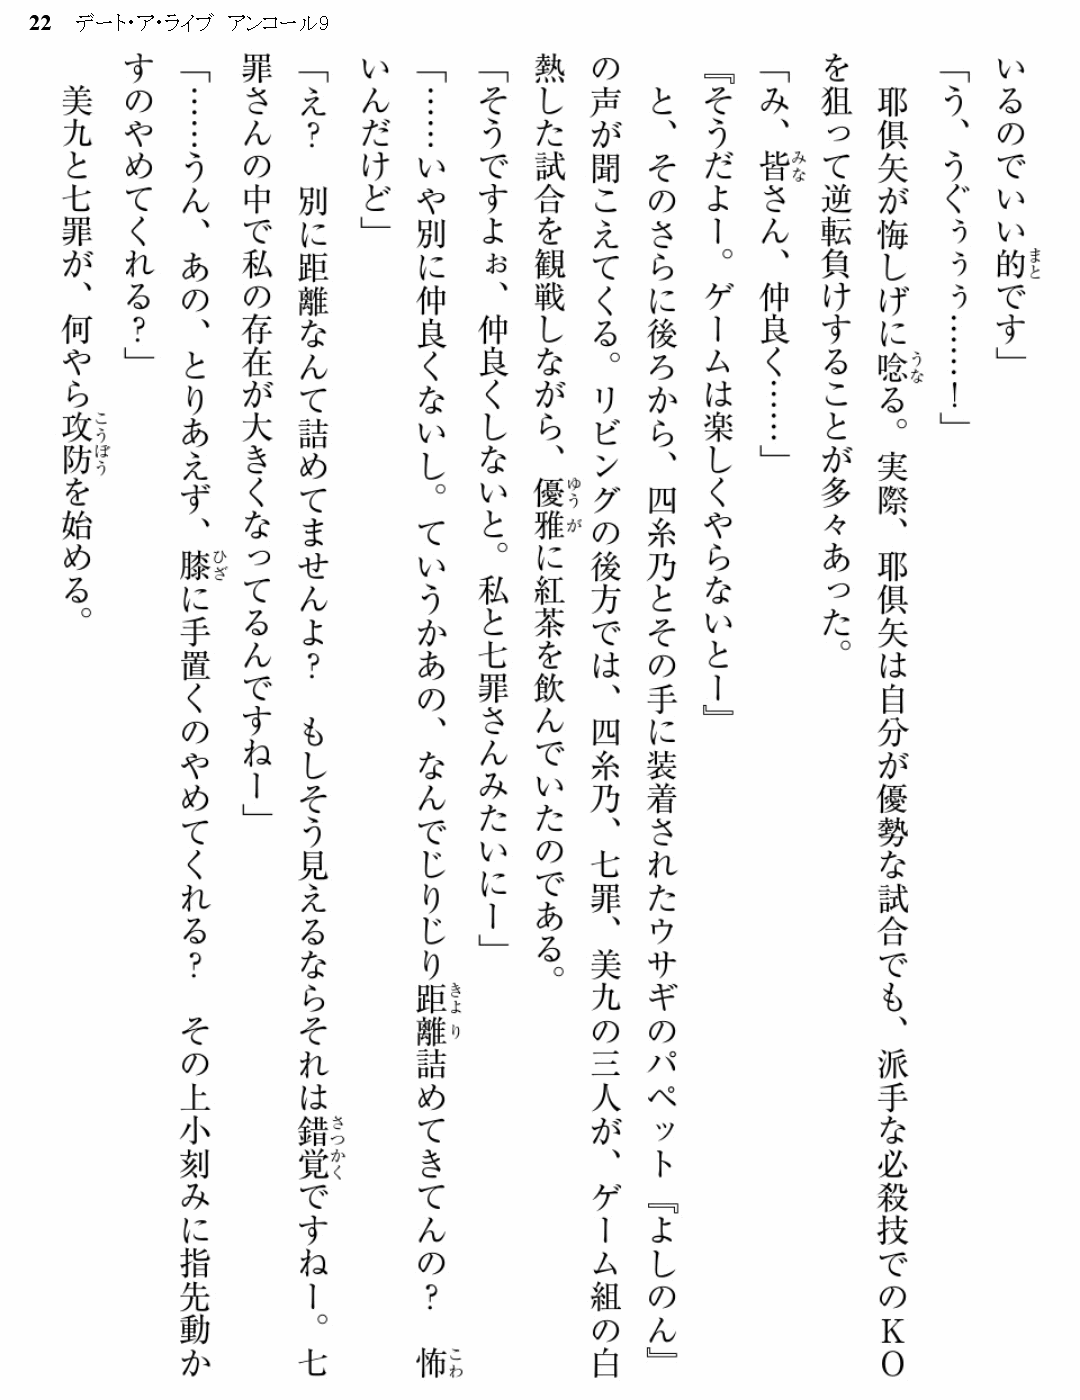 22 デート・ア・ライブ アンコール9
いるのでいい的です」
「う、うぐぅぅぅ……！」
　耶倶矢が悔しげに唸る。実際、耶倶矢は自分が優勢な試合でも、派手な必殺技でのＫＯ
を狙って逆転負けすることが多々あった。
「み、皆さん、仲良く……」
『そうだよー。ゲームは楽しくやらないとー』
　と、そのさらに後ろから、四糸乃とその手に装着されたウサギのパペット『よしのん』
の声が聞こえてくる。リビングの後方では、四糸乃、七罪、美九の三人が、ゲーム組の白
熱した試合を観戦しながら、優雅に紅茶を飲んでいたのである。
「そうですよぉ、仲良くしないと。私と七罪さんみたいにー」
「……いや別に仲良くないし。ていうかあの、なんでじりじり距離詰めてきてんの？　怖
いんだけど」
「え？　別に距離なんて詰めてませんよ？　もしそう見えるならそれは錯覚ですねー。七
罪さんの中で私の存在が大きくなってるんですねー」
「……うん、あの、とりあえず、膝に手置くのやめてくれる？　その上小刻みに指先動か
すのやめてくれる？」
　美九と七罪が、何やら攻防を始める。